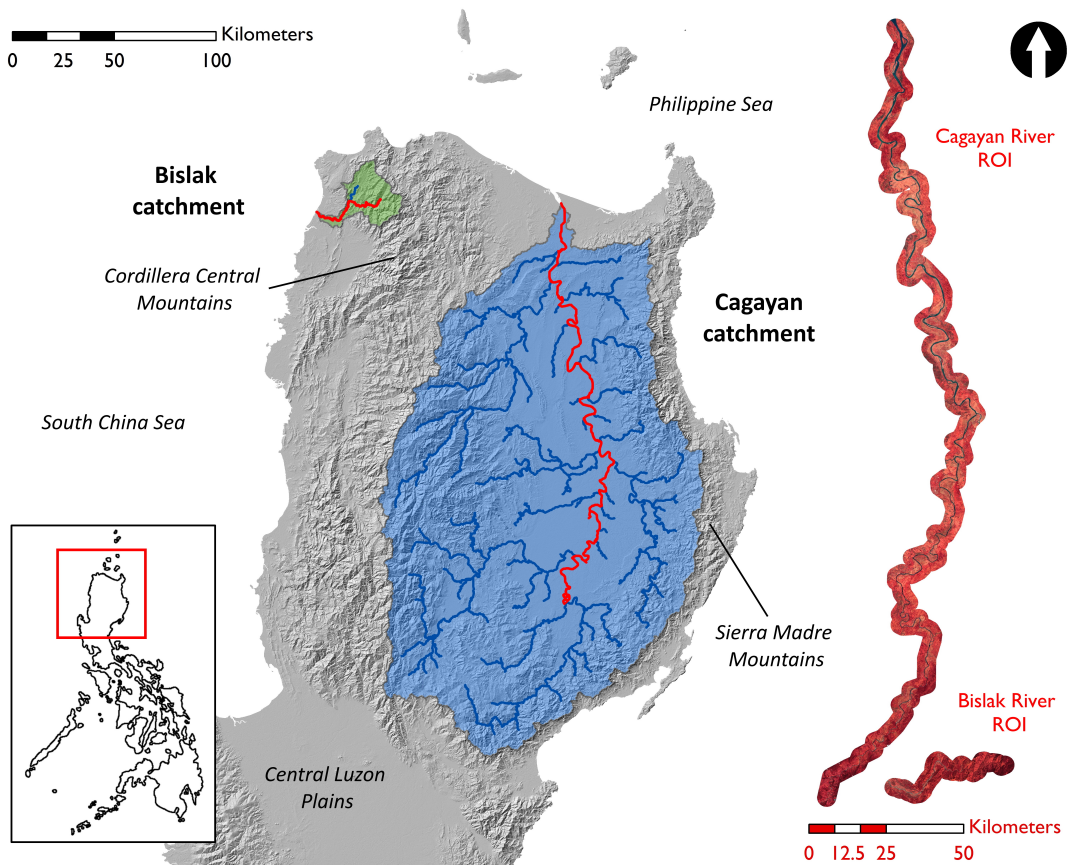 Kilometers
0 25 50 100
Philippine Sea
Cagayan River
ROI
Bislak
catchment
Cordillera Central
Mountains
Cagayan
catchment
South China Sea
Sierra Madre
Mountains
Bislak River
ROI
Central Luzon
Plains
Kilometers
0 12.5 25 50